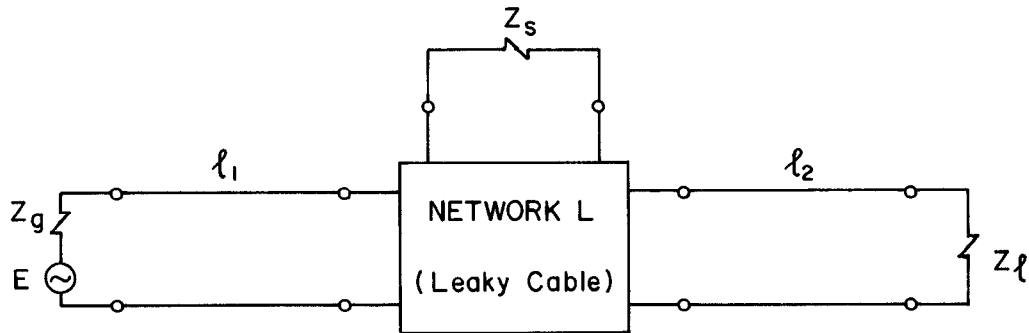 Zs
ℓ1
ℓ2
Zg
NETWORK L
E
(Leaky Cable)
Zℓ